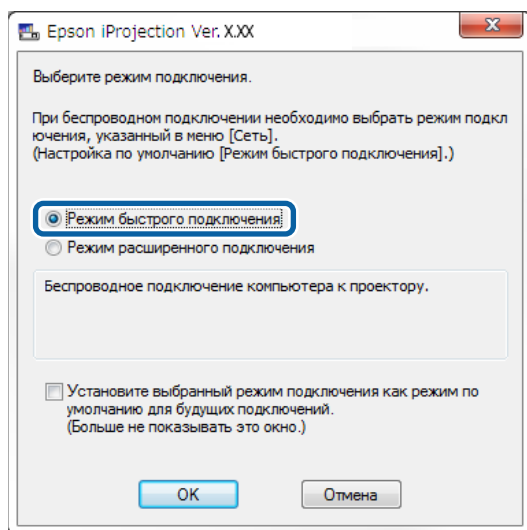 Epson iProjection Ver. X.XX
Выберите режим подключения.
При беспроводном подключении необходимо выбрать режим подкл
ючения, указанный в меню [Сеть].
(Настройка по умолчанию [Режим быстрого подключения].)
Режим быстрого подключения
Режим расширенного подключения
Беспроводное подключение компьютера к проектору.
Установите выбранный режим подключения как режим по
умолчанию для будущих подключений.
(Больше не показывать это окно.)
OK
Отмена